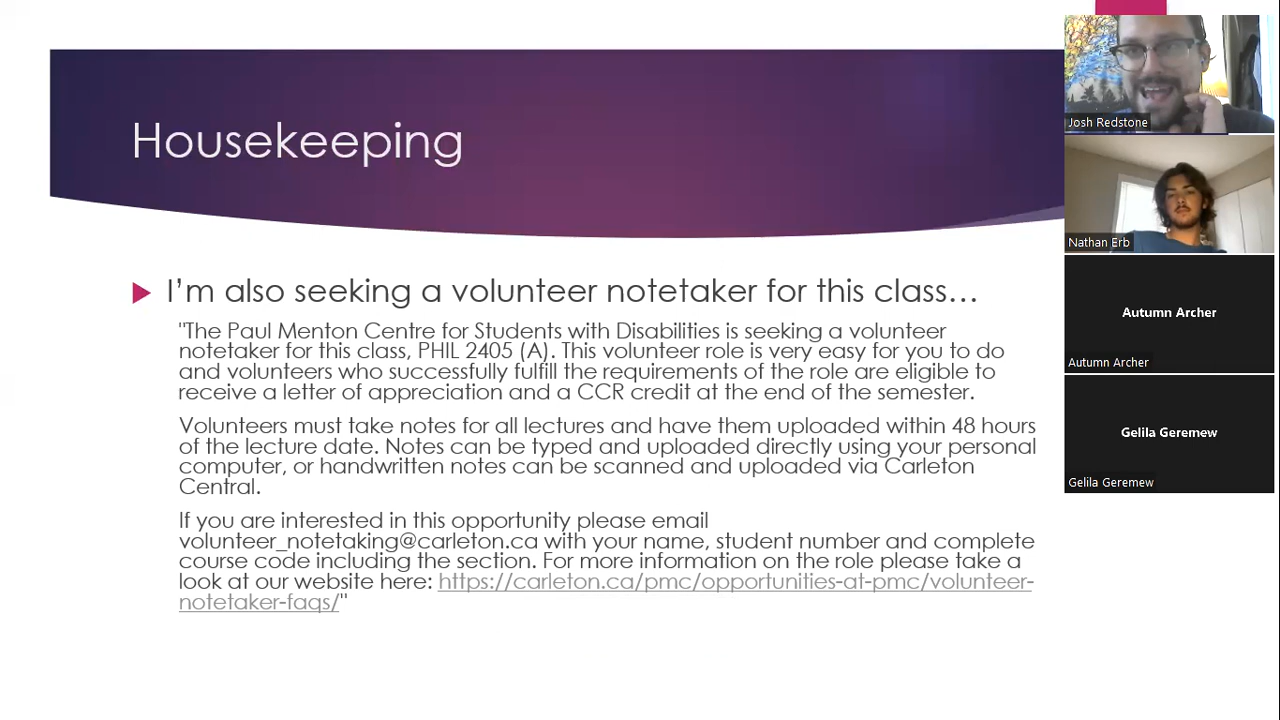 Housekeeping
I'm also seeking a volunteer notetaker for this class…
"The Paul Menton Centre for Students with Disabilities is seeking a volunteer
notetaker for this class, PHIL 2405 (A). This volunteer role is very easy for you to do
and volunteers who successfully fulfill the requirements of the role are eligible to
receive a letter of appreciation and a CCR credit at the end of the semester.
Volunteers must take notes for all lectures and have them uploaded within 48 hours
of the lecture date. Notes can be typed and uploaded directly using your personal
computer, or handwritten notes can be scanned and uploaded via Carleton
Central.
If you are interested in this opportunity please email
volunteer_notetaking@carleton.ca with your name, student number and complete
course code including the section. For more information on the role please take a
look at our website here: https://carleton.ca/pmc/opportunities-at-pmc/volunteer-
notetaker-faqs/"
Josh Redstone
Nathan Erb
Autumn Archer
Autumn Archer
Gelila Geremew
Gelila Geremew